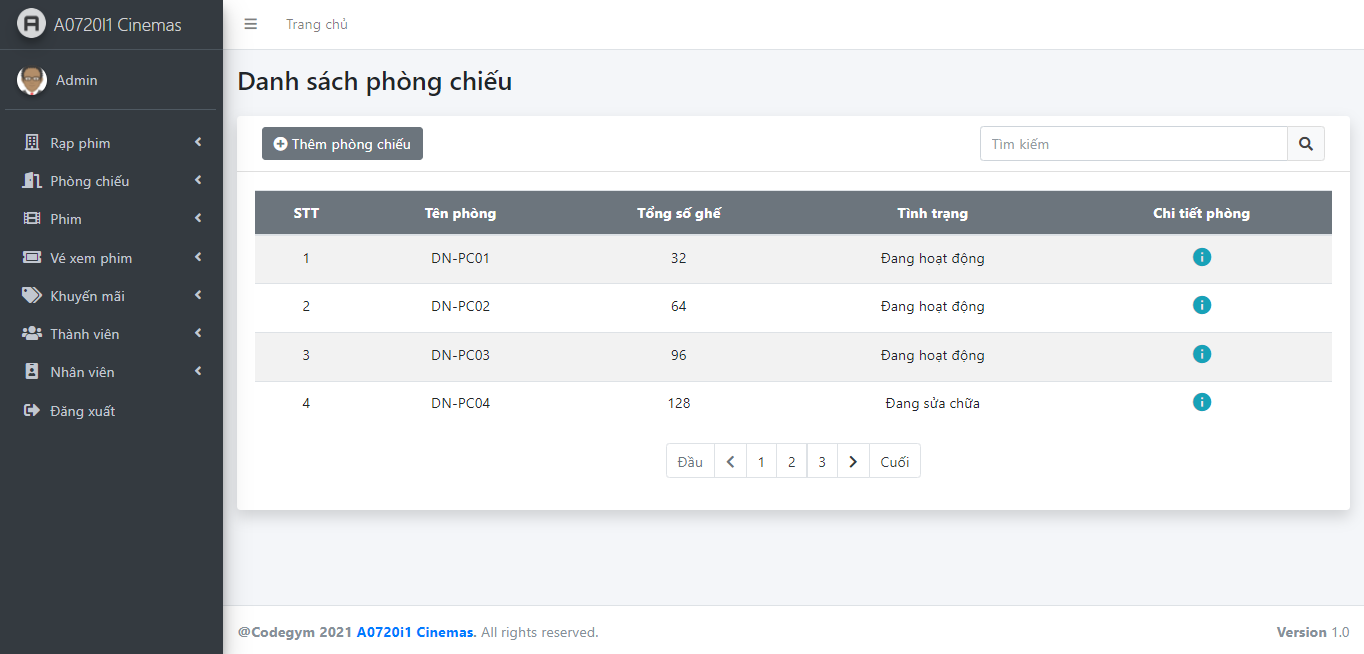 A0720I1 Cinemas
Trang chủ
Admin
Rạp phim
Phòng chiếu
Phim
Vé xem phim
Khuyến mãi
Thành viên
Nhân viên
Đăng xuất
Danh sách phòng chiếu
Thêm phòng chiếu
Tìm kiếm
STT Tên phòng Tổng số ghế Tình trạng Chi tiết phòng
1 DN-PC01 32 Đang hoạt động
2 DN-PC02 64 Đang hoạt động
3 DN-PC03 96 Đang hoạt động
4 DN-PC04 128 Đang sửa chữa
Đầu 1 2 3 Cuối
@Codegym 2021 A0720i1 Cinemas. All rights reserved. Version 1.0